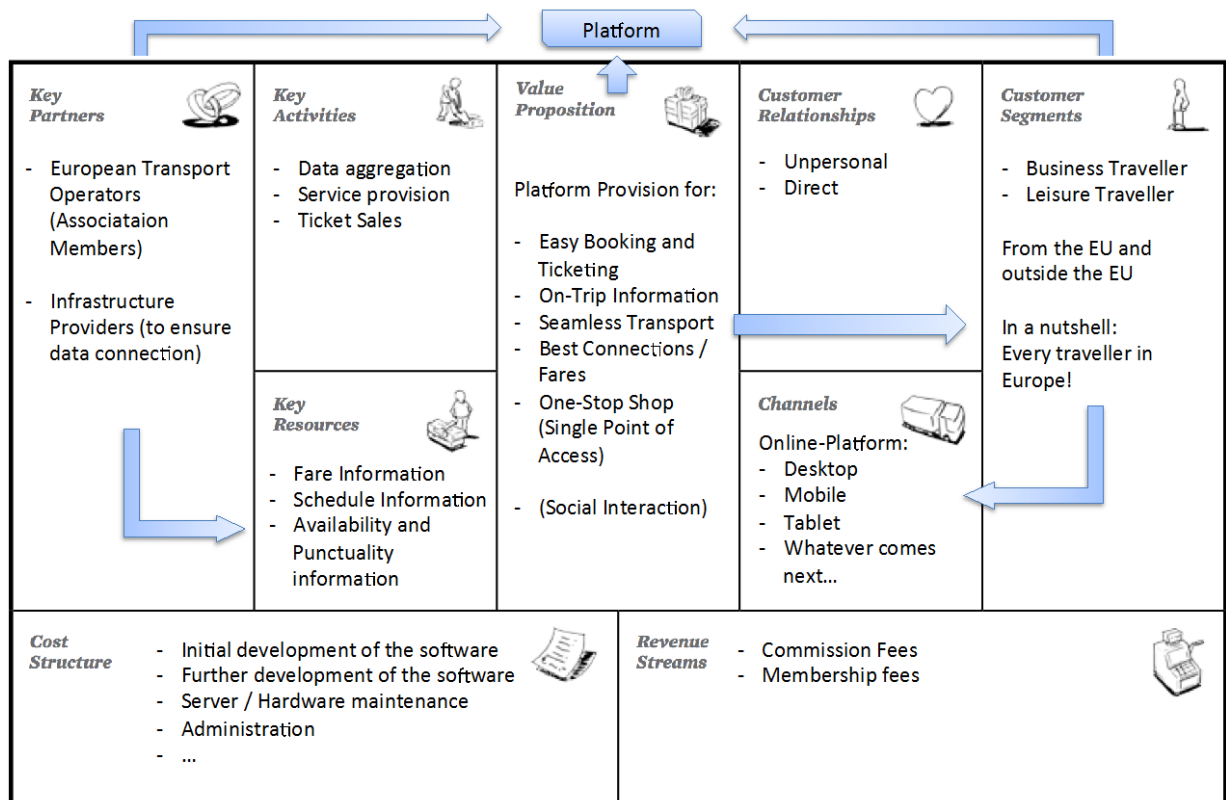 Platform
Key
Partners
- European Transport
Operators
(Associataion
Members)
- Infrastructure
Providers (to ensure
data connection)
Key
Activities
- Data aggregation
- Service provision
- Ticket Sales
Key
Resources
- Fare Information
- Schedule Information
- Availability and
Punctuality
information
Value
Proposition
Platform Provision for:
- Easy Booking and
Ticketing
- On-Trip Information
- Seamless Transport
- Best Connections /
Fares
- One-Stop Shop
(Single Point of
Access)
- (Social Interaction)
Customer
Relationships
- Unpersonal
- Direct
Channels
Online-Platform:
- Desktop
- Mobile
- Tablet
- Whatever comes
next...
Customer
Segments
- Business Traveller
- Leisure Traveller
From the EU and
outside the EU
In a nutshell:
Every traveller in
Europe!
Cost
Structure
- Initial development of the software
- Further development of the software
- Server / Hardware maintenance
- Administration
- ...
Revenue
Streams
- Commission Fees
- Membership fees